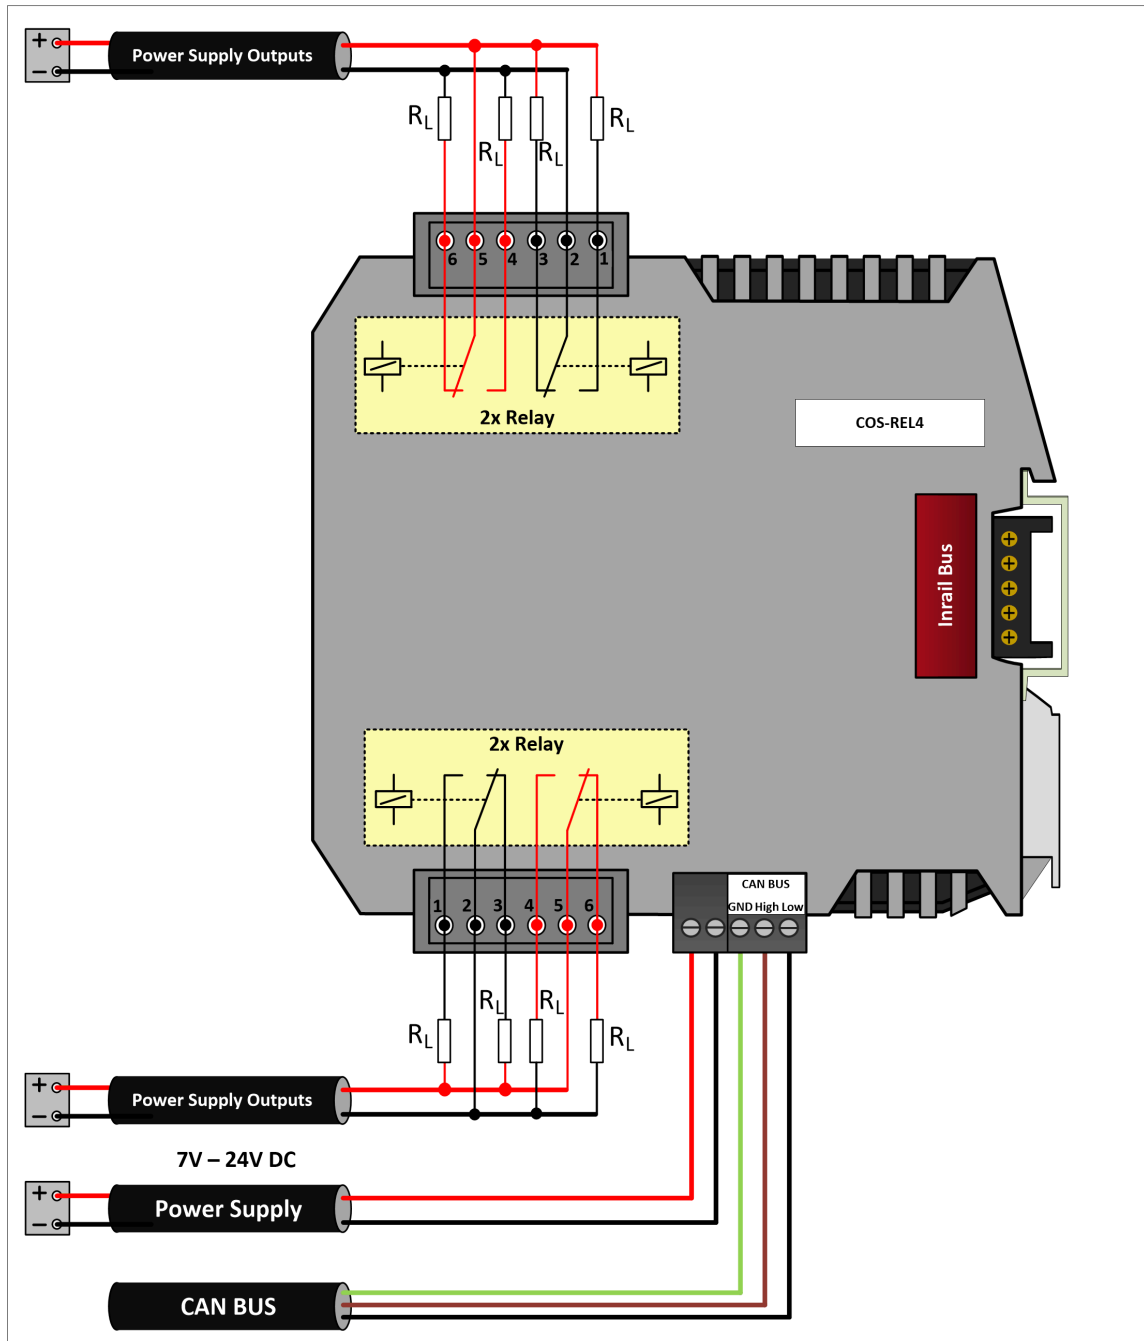 +
−
Power Supply Outputs
RL
RL
RL
RL
6 5 4 3 2 1
2x Relay
COS-REL4
Inrail Bus
2x Relay
CAN BUS
GND High Low
1 2 3 4 5 6
RL
RL
RL
RL
+
−
Power Supply Outputs
7V – 24V DC
+
−
Power Supply
CAN BUS